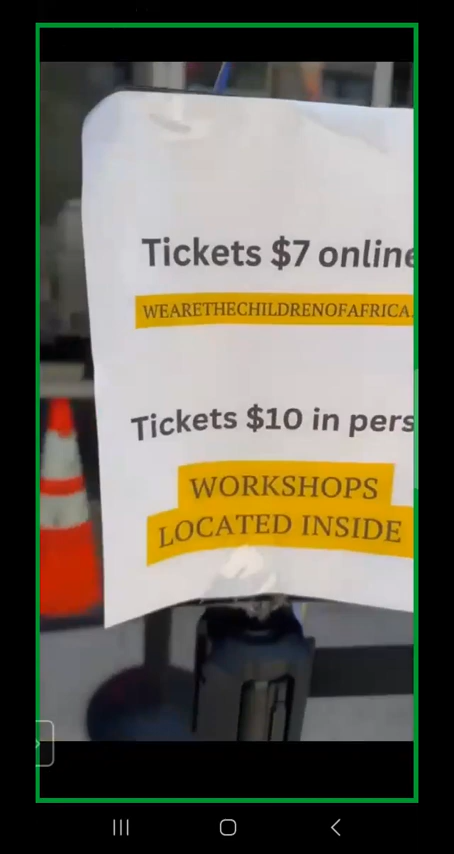 Tickets $7 online
WEARETHECHILDRENOFAFRICA.
Tickets $10 in pers
WORKSHOPS
LOCATED INSIDE